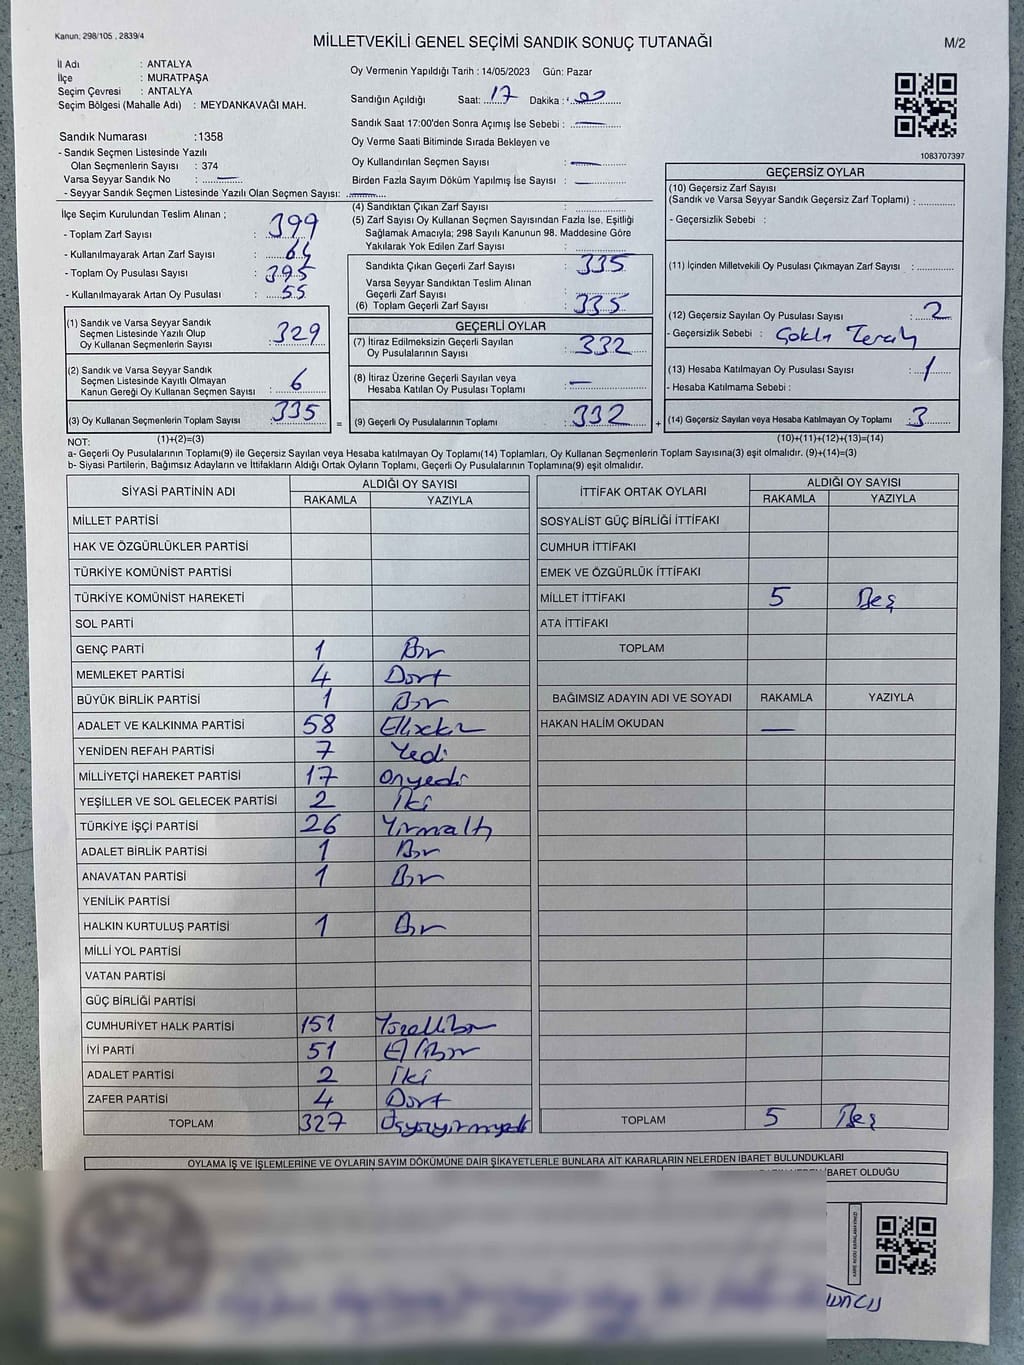 Kanun: 298/105 , 2839/4
MİLLETVEKİLİ GENEL SEÇİMİ SANDIK SONUÇ TUTANAĞI
M/2
İl Adı : ANTALYA
İlçe : MURATPAŞA
Seçim Çevresi : ANTALYA
Seçim Bölgesi (Mahalle Adı) : MEYDANKAVAĞI MAH.
Oy Vermenin Yapıldığı Tarih : 14/05/2023 Gün: Pazar
Sandığın Açıldığı Saat: 17 Dakika : 00
Sandık Saat 17:00'den Sonra Açımış İse Sebebi : —
Oy Verme Saati Bitiminde Sırada Bekleyen ve
Oy Kullandırılan Seçmen Sayısı : —
Birden Fazla Sayım Döküm Yapılmış İse Sayısı : —
1083707397
Sandık Numarası : 1358
- Sandık Seçmen Listesinde Yazılı
Olan Seçmenlerin Sayısı : 374
Varsa Seyyar Sandık No : —
- Seyyar Sandık Seçmen Listesinde Yazılı Olan Seçmen Sayısı: —
İlçe Seçim Kurulundan Teslim Alınan ;
- Toplam Zarf Sayısı : 399
- Kullanılmayarak Artan Zarf Sayısı : 64
- Toplam Oy Pusulası Sayısı : 395
- Kullanılmayarak Artan Oy Pusulası : 55
(1) Sandık ve Varsa Seyyar Sandık
Seçmen Listesinde Yazılı Olup
Oy Kullanan Seçmenlerin Sayısı : 329
(2) Sandık ve Varsa Seyyar Sandık
Seçmen Listesinde Kayıtlı Olmayan
Kanun Gereği Oy Kullanan Seçmen Sayısı : 6
(3) Oy Kullanan Seçmenlerin Toplam Sayısı : 335
(4) Sandıktan Çıkan Zarf Sayısı :
(5) Zarf Sayısı Oy Kullanan Seçmen Sayısından Fazla İse, Eşitliği
Sağlamak Amacıyla; 298 Sayılı Kanunun 98. Maddesine Göre
Yakılarak Yok Edilen Zarf Sayısı :
Sandıkta Çıkan Geçerli Zarf Sayısı : 335
Varsa Seyyar Sandıktan Teslim Alınan
Geçerli Zarf Sayısı :
(6) Toplam Geçerli Zarf Sayısı : 335
GEÇERLİ OYLAR
(7) İtiraz Edilmeksizin Geçerli Sayılan
Oy Pusulalarının Sayısı : 332
(8) İtiraz Üzerine Geçerli Sayılan veya
Hesaba Katılan Oy Pusulası Toplamı : —
= (9) Geçerli Oy Pusulalarının Toplamı : 332 +
GEÇERSİZ OYLAR
(10) Geçersiz Zarf Sayısı
(Sandık ve Varsa Seyyar Sandık Geçersiz Zarf Toplamı) :
- Geçersizlik Sebebi :
(11) İçinden Milletvekili Oy Pusulası Çıkmayan Zarf Sayısı :
(12) Geçersiz Sayılan Oy Pusulası Sayısı : 2
- Geçersizlik Sebebi : Çoklu Tercih
(13) Hesaba Katılmayan Oy Pusulası Sayısı : 1
- Hesaba Katılmama Sebebi :
(14) Geçersiz Sayılan veya Hesaba Katılmayan Oy Toplamı : 3
NOT: (1)+(2)=(3)
(10)+(11)+(12)+(13)=(14)
a- Geçerli Oy Pusulalarının Toplamı(9) ile Geçersiz Sayılan veya Hesaba Katılmayan Oy Toplamı(14) Toplamları, Oy Kullanan Seçmenlerin Toplam Sayısına(3) eşit olmalıdır. (9)+(14)=(3)
b- Siyasi Partilerin, Bağımsız Adayların ve İttifakların Aldığı Ortak Oyların Toplamı, Geçerli Oy Pusulalarının Toplamına(9) eşit olmalıdır.
SİYASİ PARTİNİN ADI ALDIĞI OY SAYISI
RAKAMLA YAZIYLA
MİLLET PARTİSİ
HAK VE ÖZGÜRLÜKLER PARTİSİ
TÜRKİYE KOMÜNİST PARTİSİ
TÜRKİYE KOMÜNİST HAREKETİ
SOL PARTİ
GENÇ PARTİ 1 Bir
MEMLEKET PARTİSİ 4 Dört
BÜYÜK BİRLİK PARTİSİ 1 Bir
ADALET VE KALKINMA PARTİSİ 58 Ellisekiz
YENİDEN REFAH PARTİSİ 7 Yedi
MİLLİYETÇİ HAREKET PARTİSİ 17 Onyedi
YEŞİLLER VE SOL GELECEK PARTİSİ 2 İki
TÜRKİYE İŞÇİ PARTİSİ 26 Yirmialtı
ADALET BİRLİK PARTİSİ 1 Bir
ANAVATAN PARTİSİ 1 Bir
YENİLİK PARTİSİ
HALKIN KURTULUŞ PARTİSİ 1 Bir
MİLLİ YOL PARTİSİ
VATAN PARTİSİ
GÜÇ BİRLİĞİ PARTİSİ
CUMHURİYET HALK PARTİSİ 151 Yüzellibir
İYİ PARTİ 51 Ellibir
ADALET PARTİSİ 2 İki
ZAFER PARTİSİ 4 Dört
TOPLAM 327 Üçyüzyirmiyedi
İTTİFAK ORTAK OYLARI ALDIĞI OY SAYISI
RAKAMLA YAZIYLA
SOSYALİST GÜÇ BİRLİĞİ İTTİFAKI
CUMHUR İTTİFAKI
EMEK VE ÖZGÜRLÜK İTTİFAKI
MİLLET İTTİFAKI 5 Beş
ATA İTTİFAKI
TOPLAM
BAĞIMSIZ ADAYIN ADI VE SOYADI RAKAMLA YAZIYLA
HAKAN HALİM OKUDAN —
TOPLAM 5 Beş
OYLAMA İŞ VE İŞLEMLERİNE VE OYLARIN SAYIM DÖKÜMÜNE DAİR ŞİKAYETLERLE BUNLARA AİT KARARLARIN NELERDEN İBARET BULUNDUKLARI
İBARET OLDUĞU